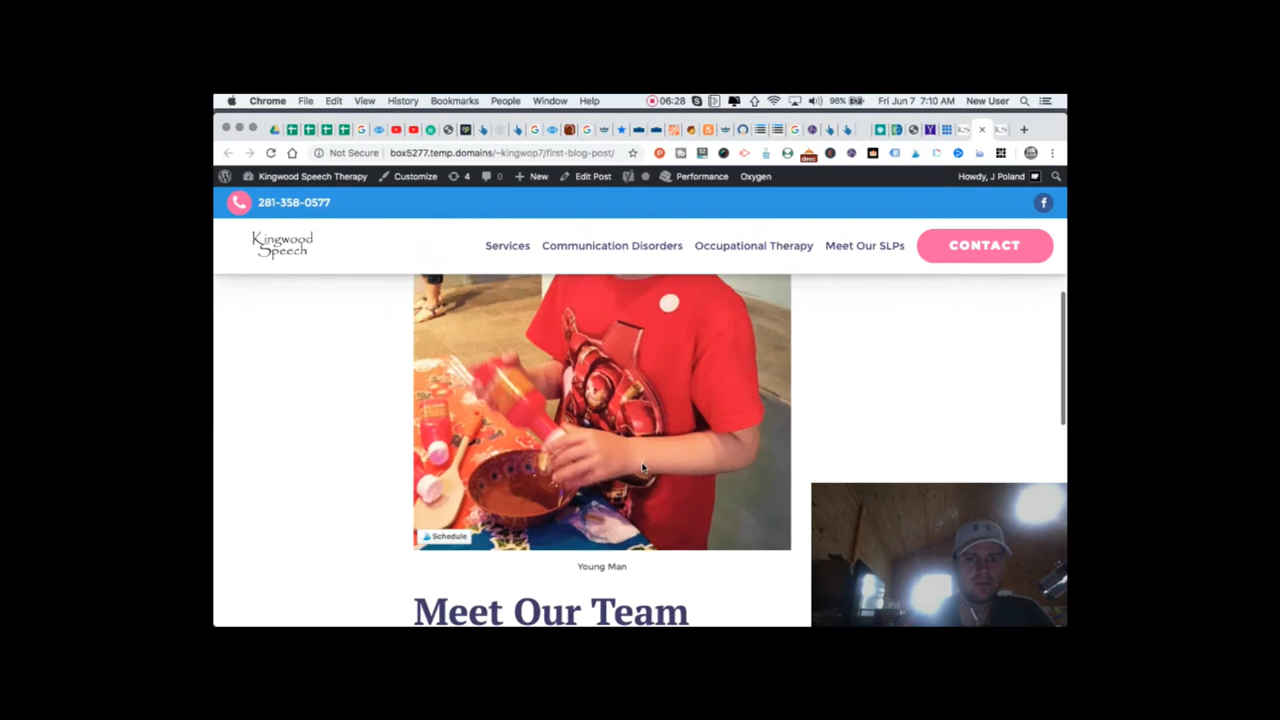 Chrome File Edit View History Bookmarks People Window Help 06:28 96% Fri Jun 7 7:10 AM New User
Not Secure box5277.temp.domains/~kingwop7/first-blog-post/
Kingwood Speech Therapy Customize 4 0 New Edit Post Performance Oxygen Howdy, J Poland
281-358-0577
Kingwood
Speech
Services Communication Disorders Occupational Therapy Meet Our SLPs CONTACT
Schedule
Young Man
Meet Our Team